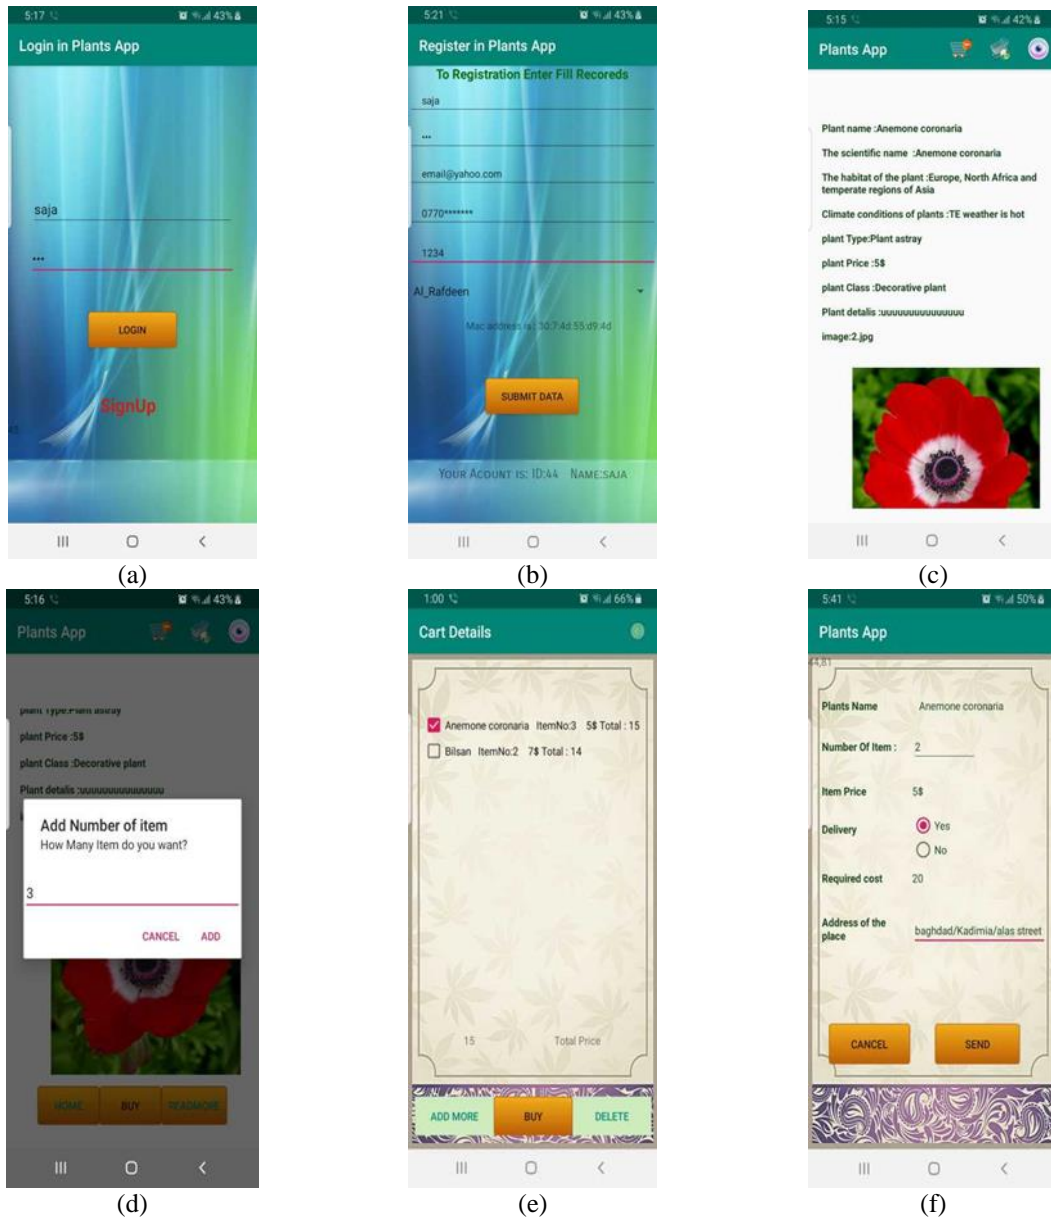 5:17 43%
Login in Plants App
saja
•••
LOGIN
SignUp
(a)
5:21 43%
Register in Plants App
To Registration Enter Fill Recoreds
saja
•••
email@yahoo.com
0770*******
1234
Al_Rafdeen
Mac address is : 30:7:4d:55:d9:4d
SUBMIT DATA
YOUR ACOUNT IS: ID:44 NAME:SAJA
(b)
5:15 42%
Plants App
Plant name :Anemone coronaria
The scientific name :Anemone coronaria
The habitat of the plant :Europe, North Africa and
temperate regions of Asia
Climate conditions of plants :TE weather is hot
plant Type:Plant astray
plant Price :5$
plant Class :Decorative plant
Plant detalis :uuuuuuuuuuuuuuu
image:2.jpg
(c)
5:16 43%
Plants App
plant Type:Plant astray
plant Price :5$
plant Class :Decorative plant
Plant detalis :uuuuuuuuuuuuuuu
Add Number of item
How Many Item do you want?
3
CANCEL ADD
HOME BUY READMORE
(d)
1:00 66%
Cart Details
Anemone coronaria ItemNo:3 5$ Total : 15
Bilsan ItemNo:2 7$ Total : 14
15 Total Price
ADD MORE BUY DELETE
(e)
5:41 50%
Plants App
44,81
Plants Name Anemone coronaria
Number Of Item : 2
Item Price 5$
Delivery Yes
No
Required cost 20
Address of the
place baghdad/Kadimia/alas street
CANCEL SEND
(f)